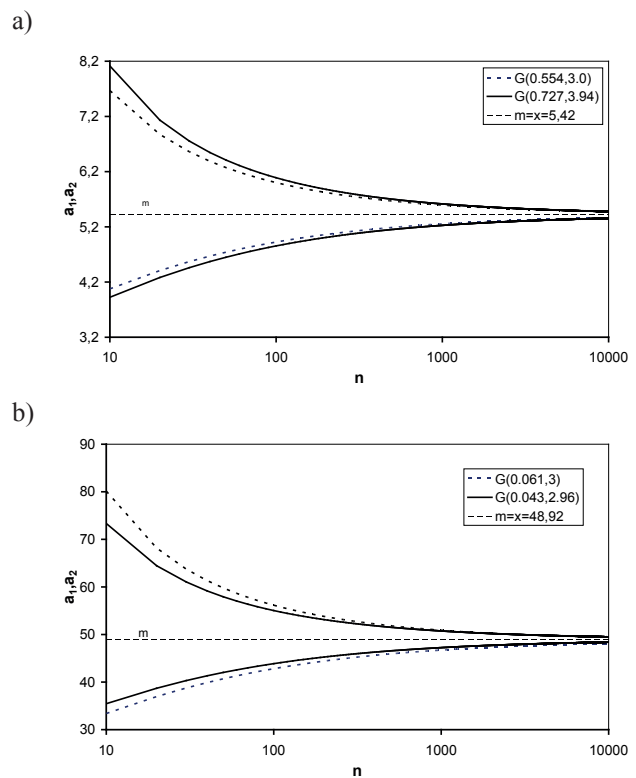 a)
8,2
7,2
6,2
5,2
4,2
3,2
a₁,a₂
m
G(0.554,3.0)
G(0.727,3.94)
m=x=5,42
10 100 1000 10000
n
b)
90
80
70
60
50
40
30
a₁,a₂
m
G(0.061,3)
G(0.043,2.96)
m=x=48,92
10 100 1000 10000
n